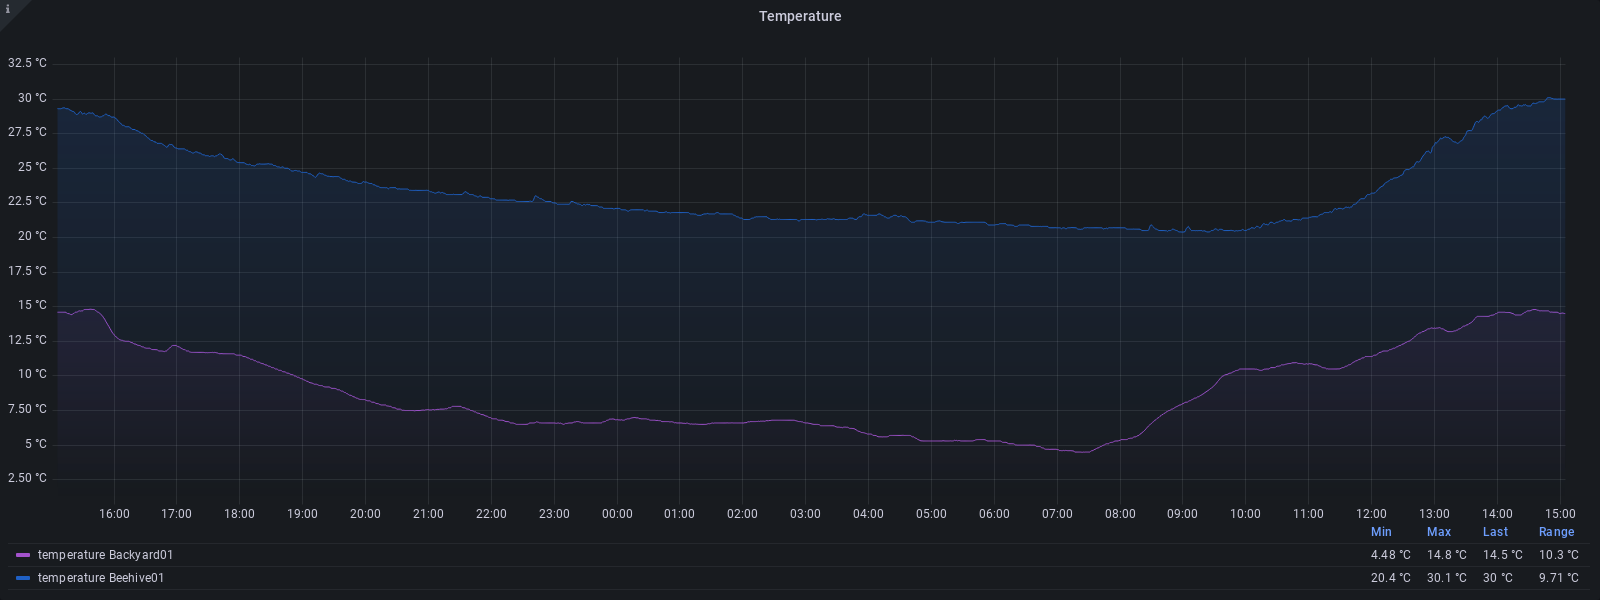 i
Temperature
32.5 °C
30 °C
27.5 °C
25 °C
22.5 °C
20 °C
17.5 °C
15 °C
12.5 °C
10 °C
7.50 °C
5 °C
2.50 °C
16:00 17:00 18:00 19:00 20:00 21:00 22:00 23:00 00:00 01:00 02:00 03:00 04:00 05:00 06:00 07:00 08:00 09:00 10:00 11:00 12:00 13:00 14:00 15:00
Min Max Last Range
temperature Backyard01 4.48 °C 14.8 °C 14.5 °C 10.3 °C
temperature Beehive01 20.4 °C 30.1 °C 30 °C 9.71 °C